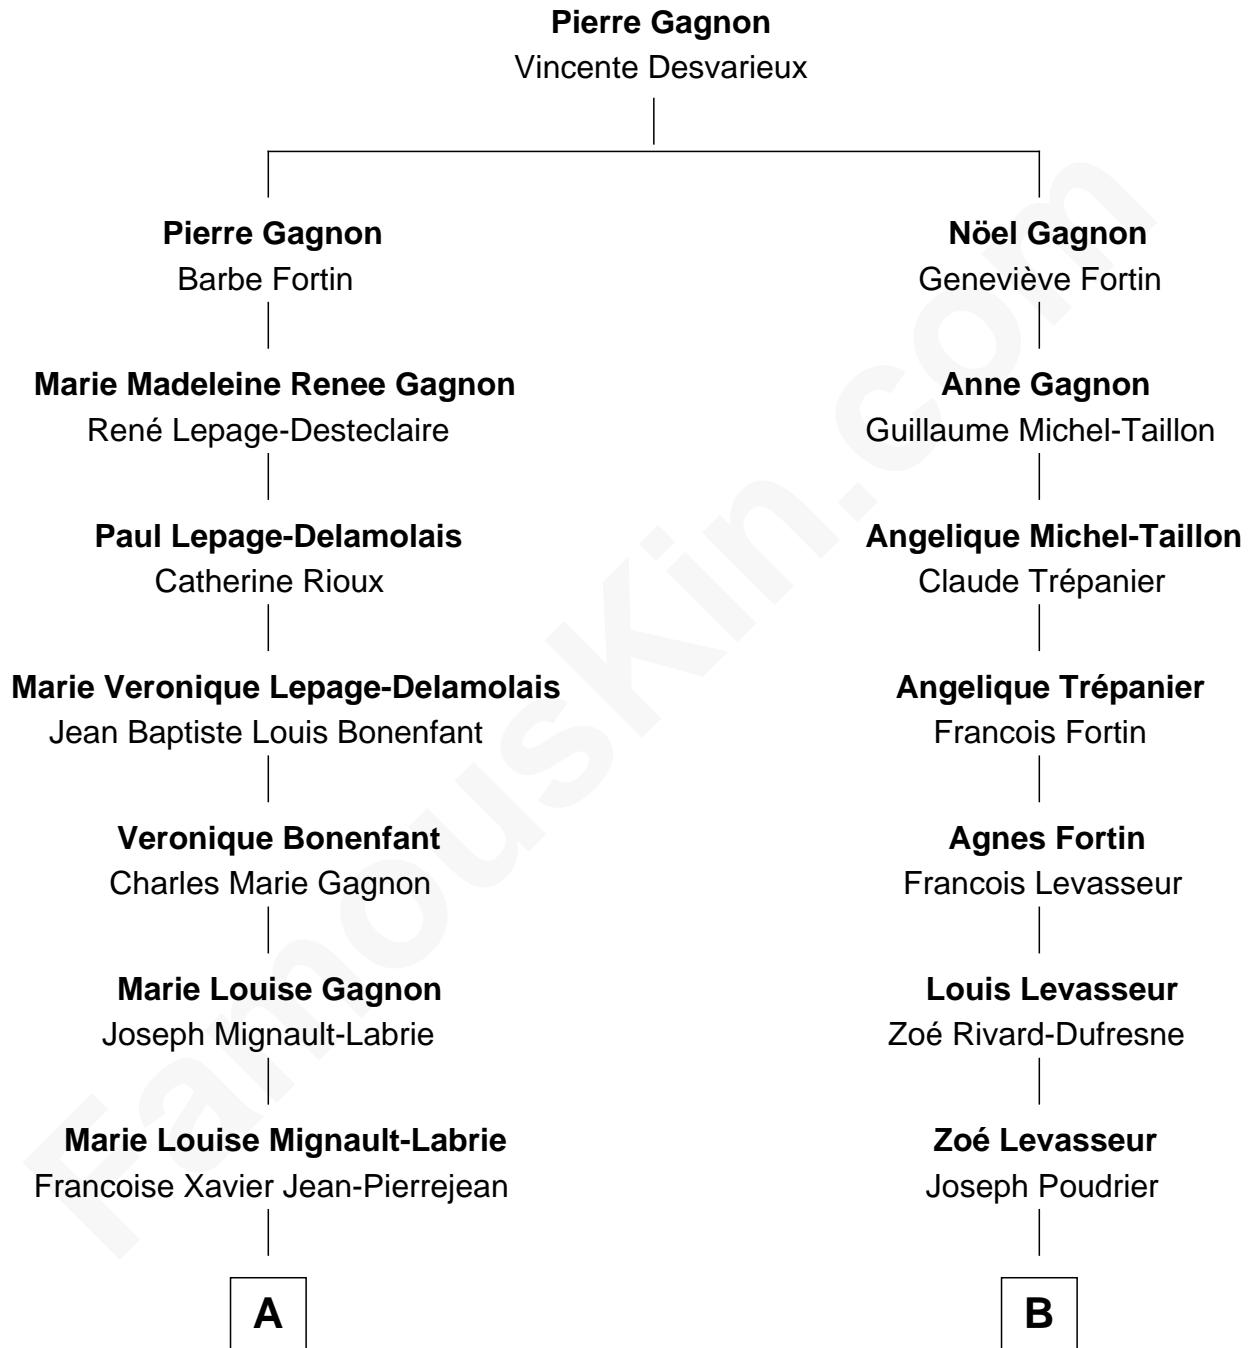 Pierre Gagnon
Vincente Desvarieux
Pierre Gagnon
Barbe Fortin
Nöel Gagnon
Geneviève Fortin
Marie Madeleine Renee Gagnon
René Lepage-Desteclaire
Anne Gagnon
Guillaume Michel-Taillon
Paul Lepage-Delamolais
Catherine Rioux
Angelique Michel-Taillon
Claude Trépanier
Marie Veronique Lepage-Delamolais
Jean Baptiste Louis Bonenfant
Angelique Trépanier
Francois Fortin
Veronique Bonenfant
Charles Marie Gagnon
Agnes Fortin
Francois Levasseur
Marie Louise Gagnon
Joseph Mignault-Labrie
Louis Levasseur
Zoé Rivard-Dufresne
Marie Louise Mignault-Labrie
Francoise Xavier Jean-Pierrejean
Zoé Levasseur
Joseph Poudrier
A
B
FamousKin.com